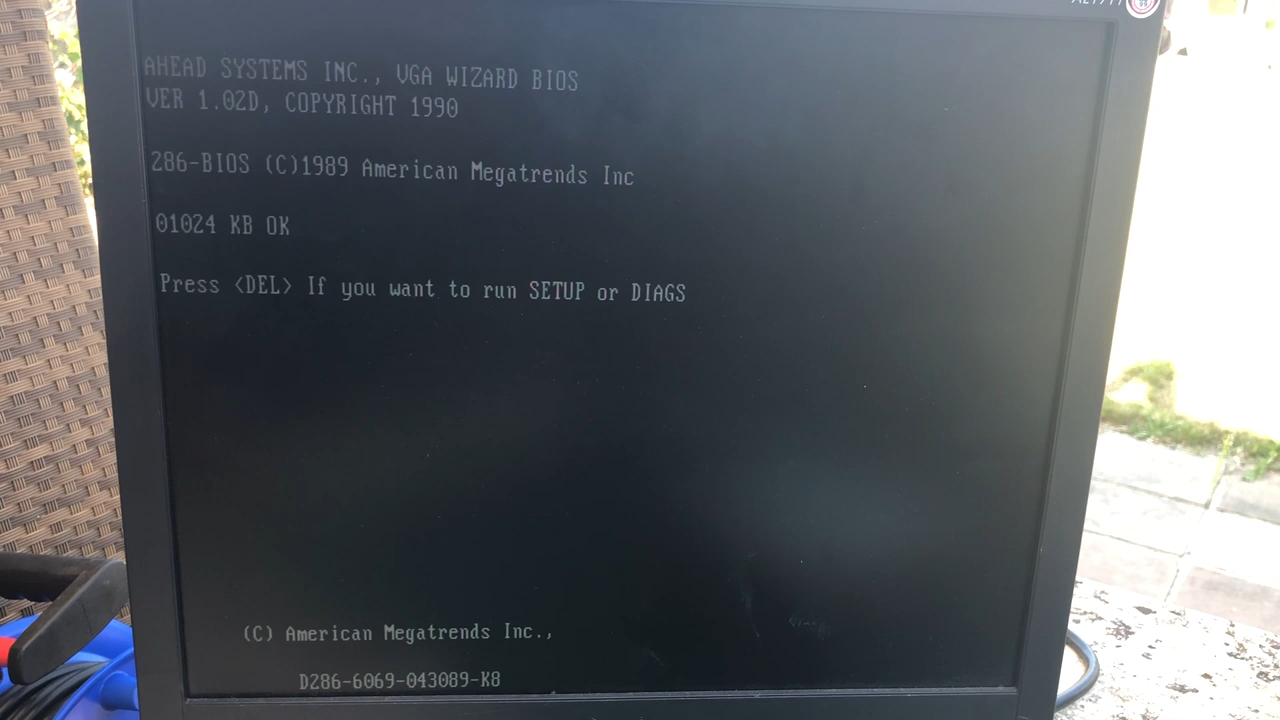 AHEAD SYSTEMS INC., VGA WIZARD BIOS
VER 1.02D, COPYRIGHT 1990
286-BIOS (C)1989 American Megatrends Inc
01024 KB OK
Press <DEL> If you want to run SETUP or DIAGS
(C) American Megatrends Inc.,
D286-6069-043089-K8